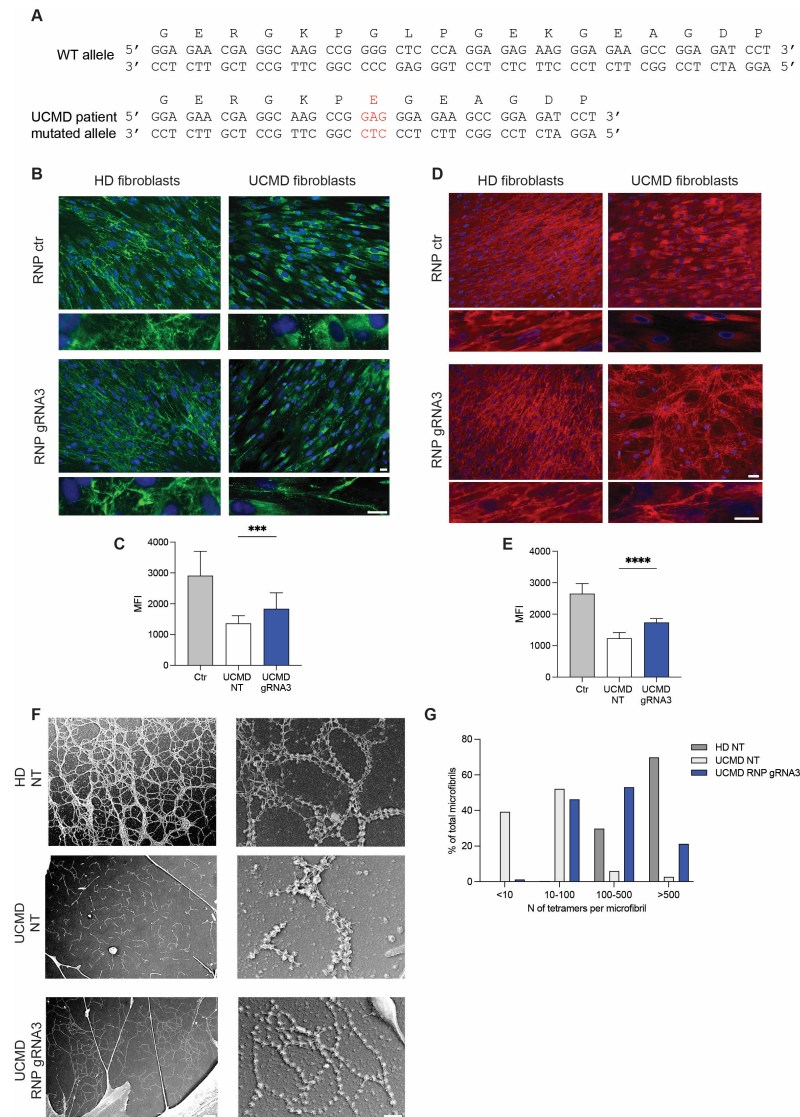 A
G E R G K P G L P G E K G E A G D P
WT allele
5’ GGA GAA CGA GGC AAG CCG GGG CTC CCA GGA GAG AAG GGA GAA GCC GGA GAT CCT 3’
3’ CCT CTT GCT CCG TTC GGC CCC GAG GGT CCT CTC TTC CCT CTT CGG CCT CTA GGA 5’
G E R G K P E G E A G D P
UCMD patient
mutated allele
5’ GGA GAA CGA GGC AAG CCG GAG GGA GAA GCC GGA GAT CCT 3’
3’ CCT CTT GCT CCG TTC GGC CTC CCT CTT CGG CCT CTA GGA 5’
B
HD fibroblasts
UCMD fibroblasts
RNP ctr
RNP gRNA3
D
HD fibroblasts
UCMD fibroblasts
RNP ctr
RNP gRNA3
C
***
4000
3000
2000
1000
0
MFI
Ctr
UCMD
NT
UCMD
gRNA3
E
****
4000
3000
2000
1000
0
MFI
Ctr
UCMD
NT
UCMD
gRNA3
F
HD
NT
UCMD
NT
UCMD
RNP gRNA3
G
HD NT
UCMD NT
UCMD RNP gRNA3
80
60
40
20
0
% of total microfibrils
<10
10-100
100-500
>500
N of tetramers per microfibril